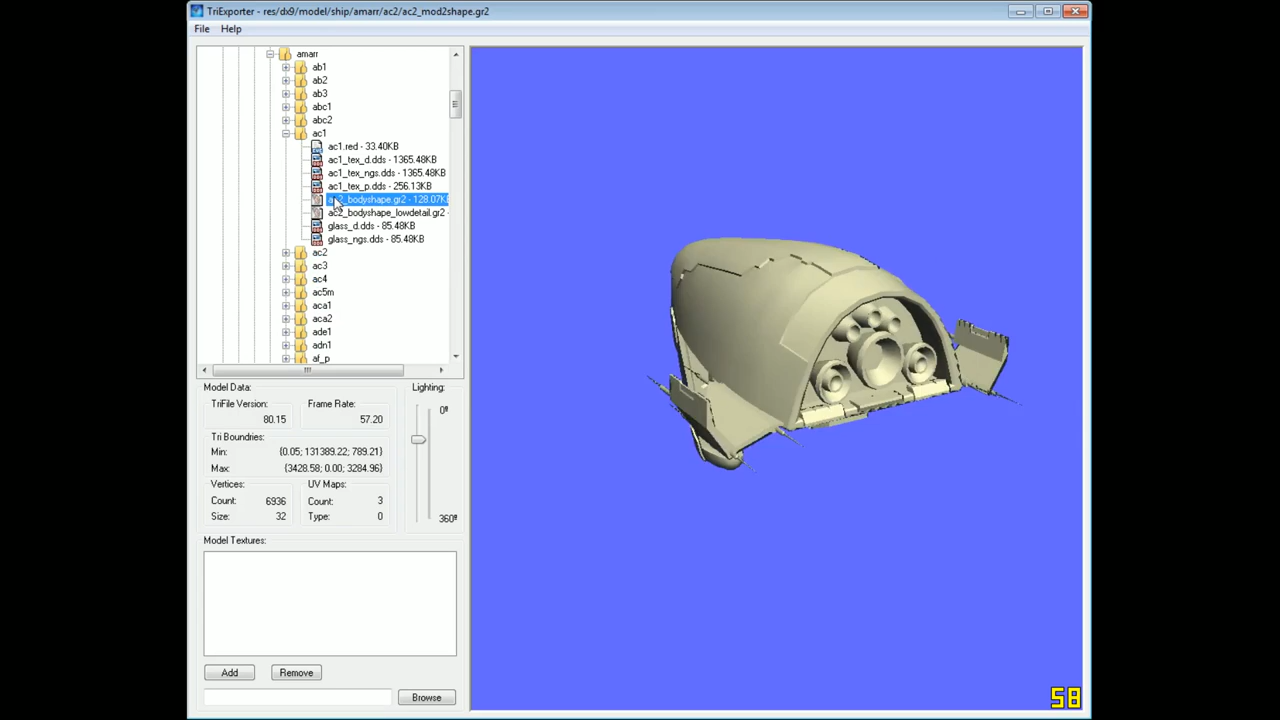 TriExporter - res/dx9/model/ship/amarr/ac2/ac2_mod2shape.gr2
File Help
amarr
ab1
ab2
ab3
abc1
abc2
ac1
ac1.red - 33.40KB
ac1_tex_d.dds - 1365.48KB
ac1_tex_ngs.dds - 1365.48KB
ac1_tex_p.dds - 256.13KB
ac2_bodyshape.gr2 - 128.07KB
ac2_bodyshape_lowdetail.gr2 -
glass_d.dds - 85.48KB
glass_ngs.dds - 85.48KB
ac2
ac3
ac4
ac5m
aca1
aca2
ade1
adn1
af_p
Model Data:
Lighting:
TriFile Version: Frame Rate:
80.15 57.20
0º
Tri Boundries:
Min: {0.05; 131389.22; 789.21}
Max: {3428.58; 0.00; 3284.96}
Vertices: UV Maps:
Count: 6936 Count: 3
Size: 32 Type: 0
360º
Model Textures:
Add Remove
Browse
58